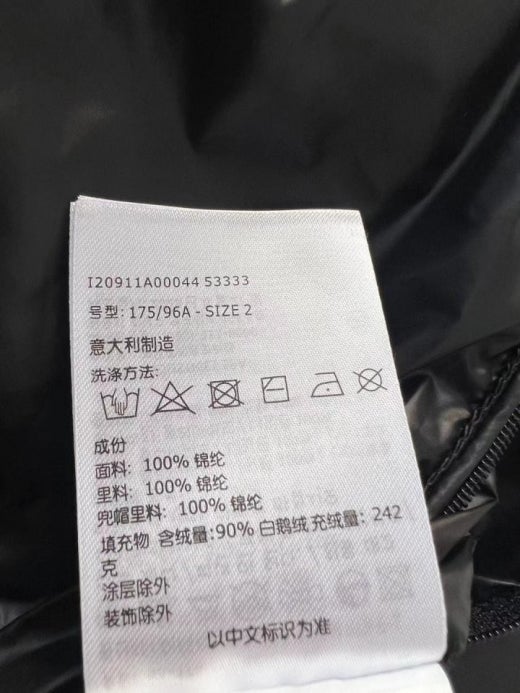 I20911A00044 53333
号型: 175/96A - SIZE 2
意大利制造
洗涤方法:
成份
面料: 100% 锦纶
里料: 100% 锦纶
兜帽里料: 100% 锦纶
填充物 含绒量:90% 白鹅绒 充绒量: 242
克
涂层除外
装饰除外
以中文标识为准